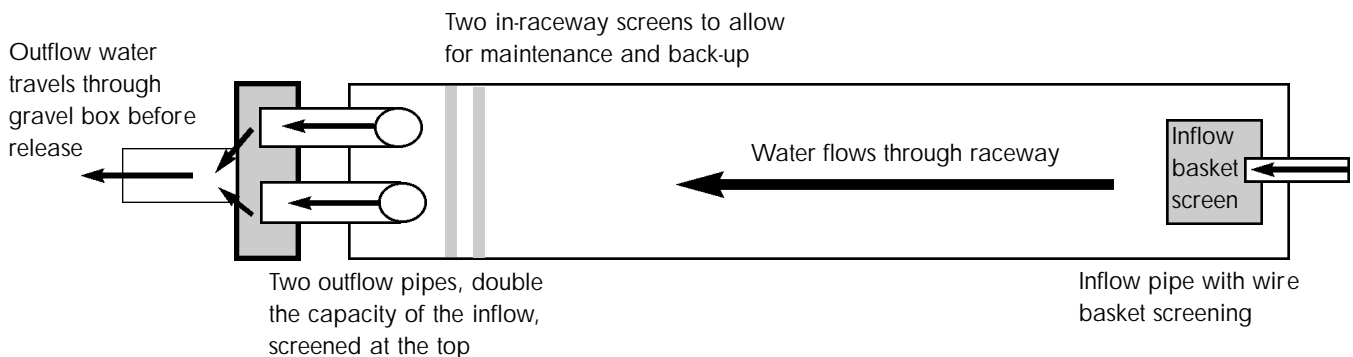 Two in-raceway screens to allow
for maintenance and back-up
Outflow water
travels through
gravel box before
release
Water flows through raceway
Inflow
basket
screen
Two outflow pipes, double
the capacity of the inflow,
screened at the top
Inflow pipe with wire
basket screening